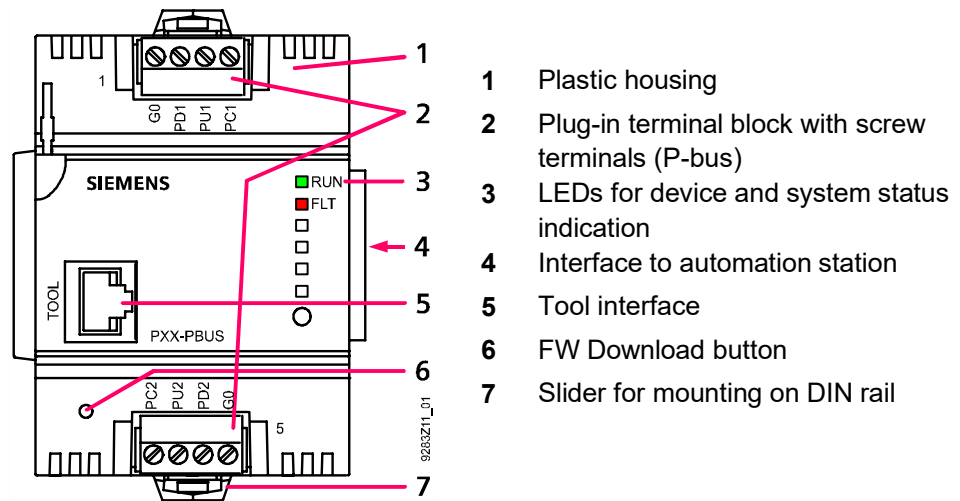 1
G0
PD1
PU1
PC1
SIEMENS
RUN
FLT
TOOL
PXX-PBUS
PC2
PU2
PD2
G0
5
9283Z11_01
1
2
3
4
5
6
7
1 Plastic housing
2 Plug-in terminal block with screw
terminals (P-bus)
3 LEDs for device and system status
indication
4 Interface to automation station
5 Tool interface
6 FW Download button
7 Slider for mounting on DIN rail